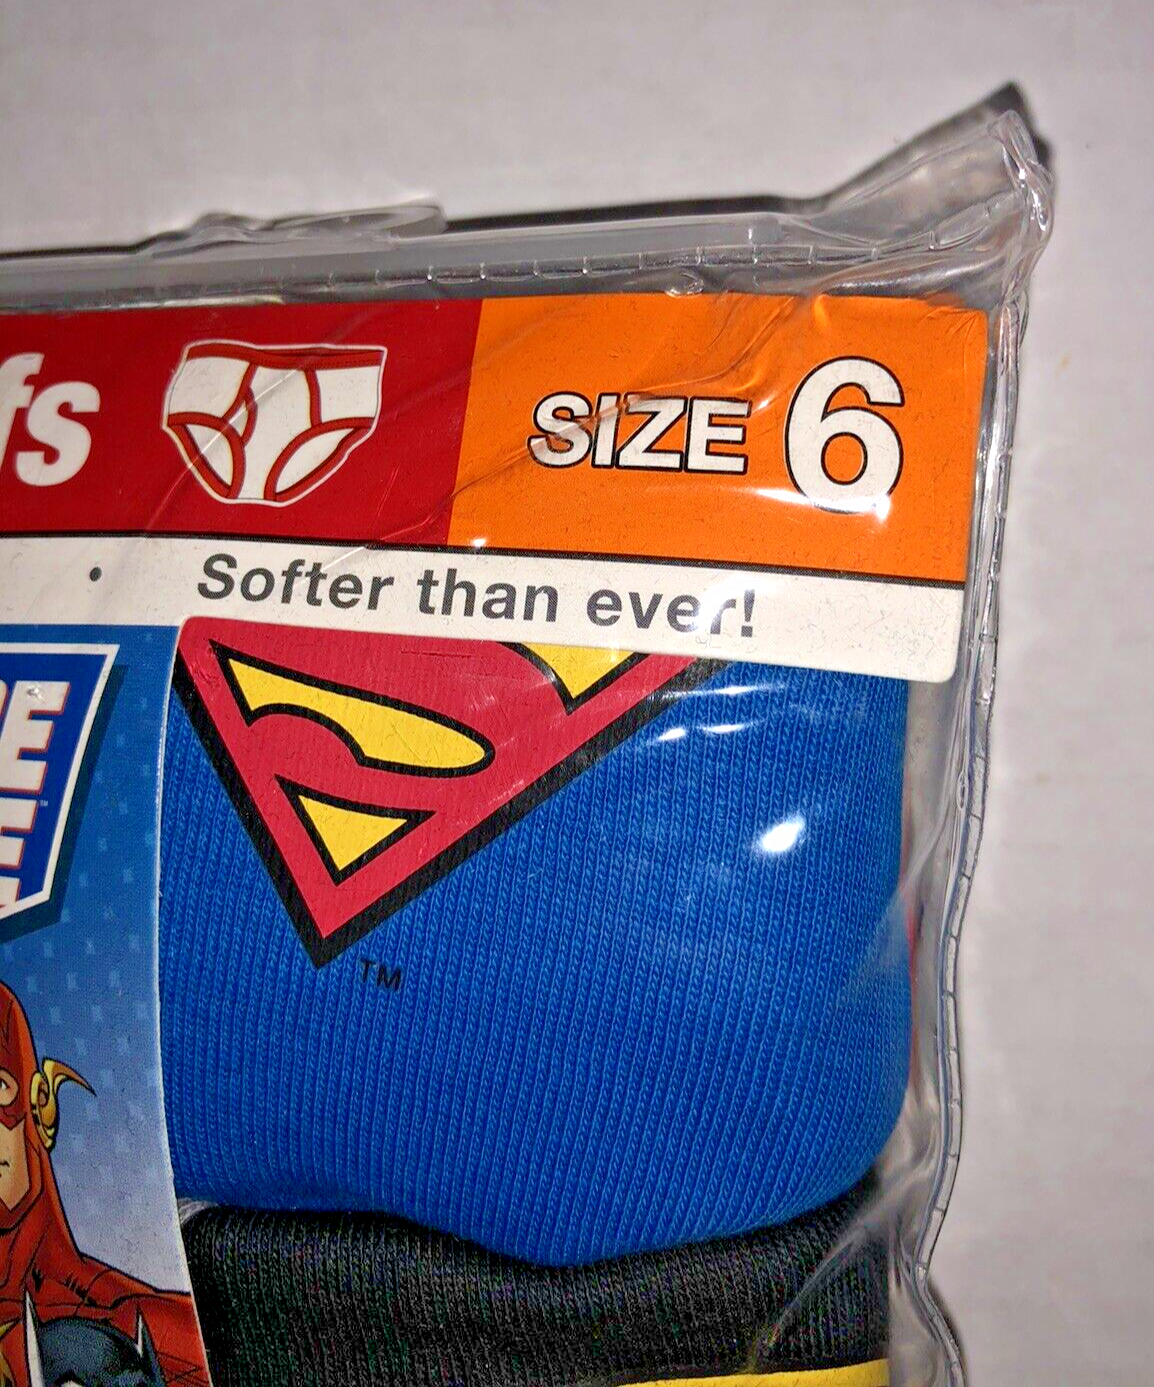 fs
SIZE 6
• Softer than ever!
TM